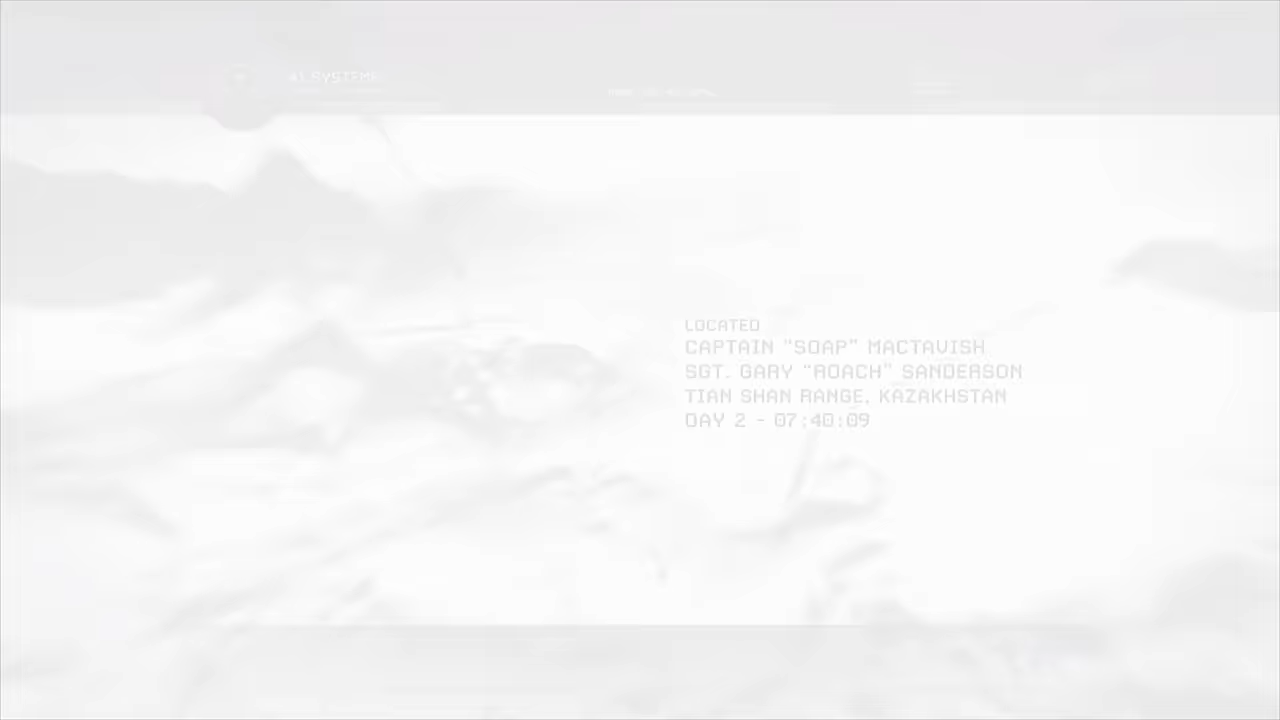 LOCATED
CAPTAIN "SOAP" MACTAVISH
SGT. GARY "ROACH" SANDERSON
TIAN SHAN RANGE, KAZAKHSTAN
DAY 2 - 07:40:09